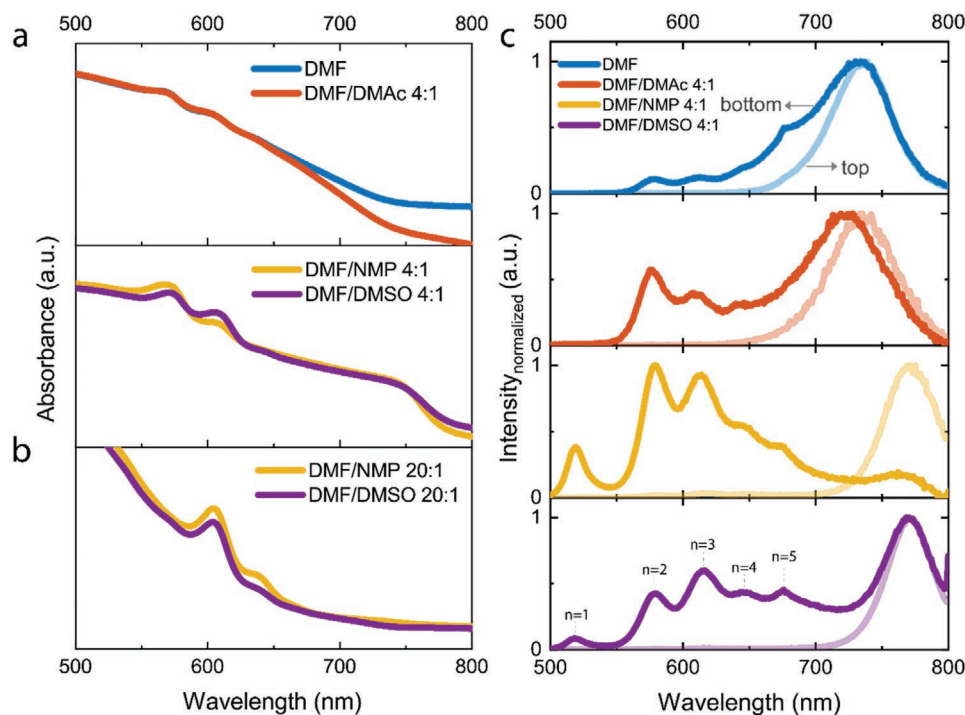 500 600 700 800
a
DMF
DMF/DMAc 4:1
DMF/NMP 4:1
DMF/DMSO 4:1
Absorbance (a.u.)
b
DMF/NMP 20:1
DMF/DMSO 20:1
500 600 700 800
Wavelength (nm)
500 600 700 800
c
1
DMF
DMF/DMAc 4:1
DMF/NMP 4:1
DMF/DMSO 4:1
bottom
top
0
1
0
1
0
1
Intensity normalized (a.u.)
n=1
n=2
n=3
n=4
n=5
0
500 600 700 800
Wavelength (nm)